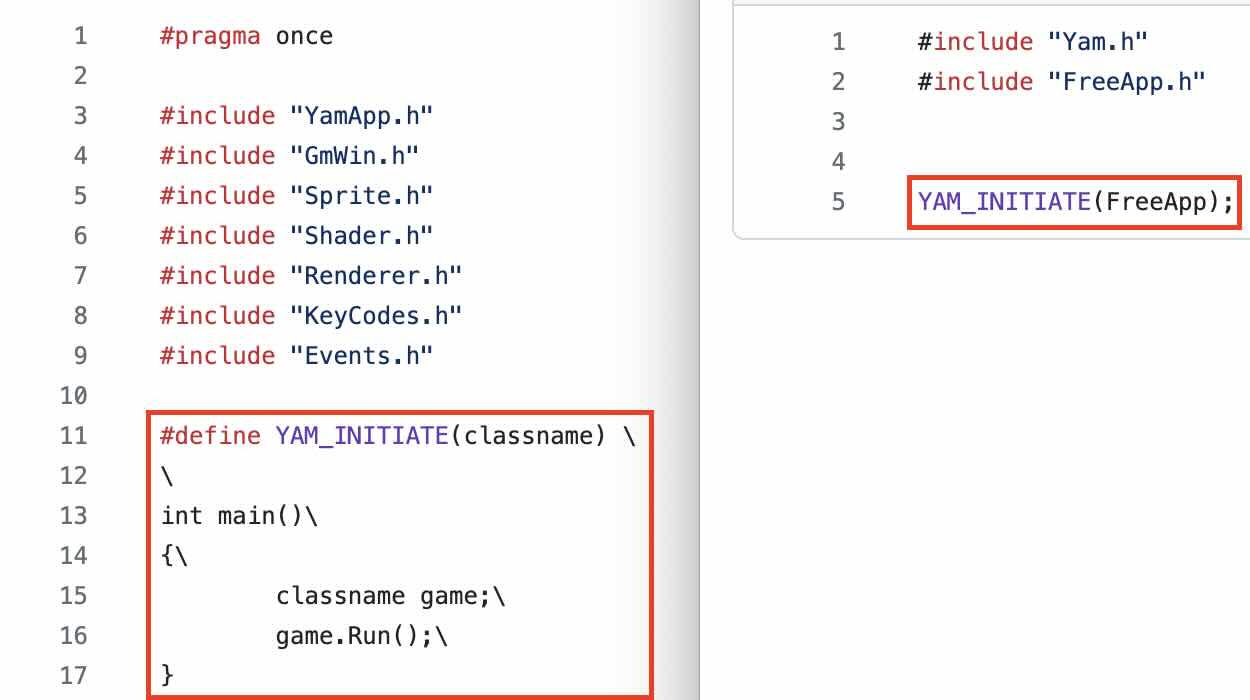 1 #pragma once
2
3 #include "YamApp.h"
4 #include "GmWin.h"
5 #include "Sprite.h"
6 #include "Shader.h"
7 #include "Renderer.h"
8 #include "KeyCodes.h"
9 #include "Events.h"
10
11 #define YAM_INITIATE(classname) \
12 \
13 int main()\
14 {\
15 classname game;\
16 game.Run();\
17 }
1 #include "Yam.h"
2 #include "FreeApp.h"
3
4
5 YAM_INITIATE(FreeApp);